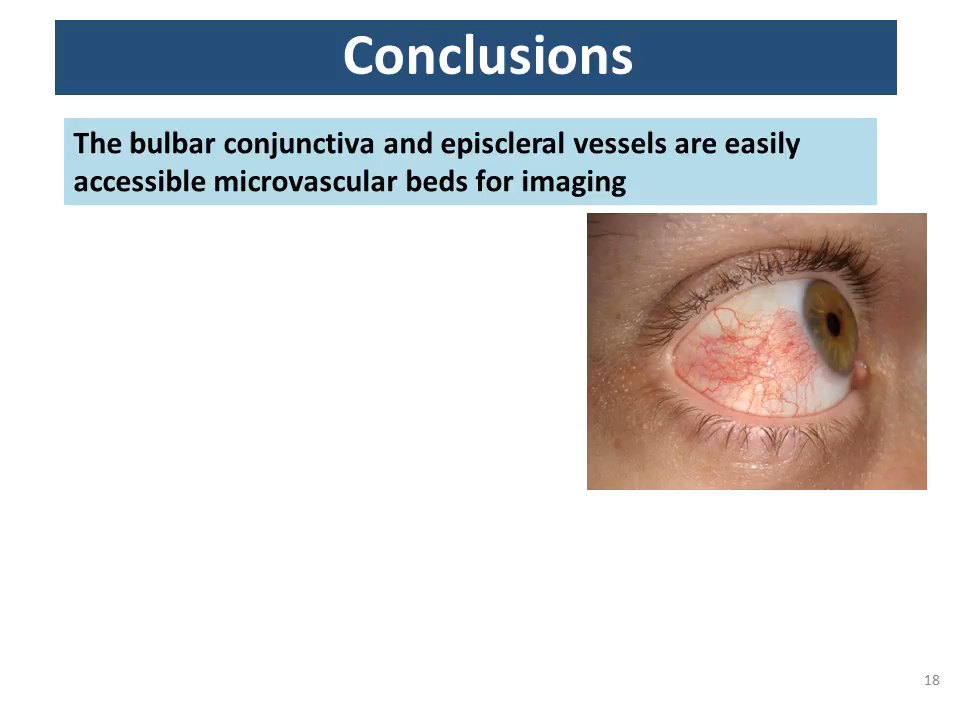 Conclusions
The bulbar conjunctiva and episcleral vessels are easily
accessible microvascular beds for imaging
18